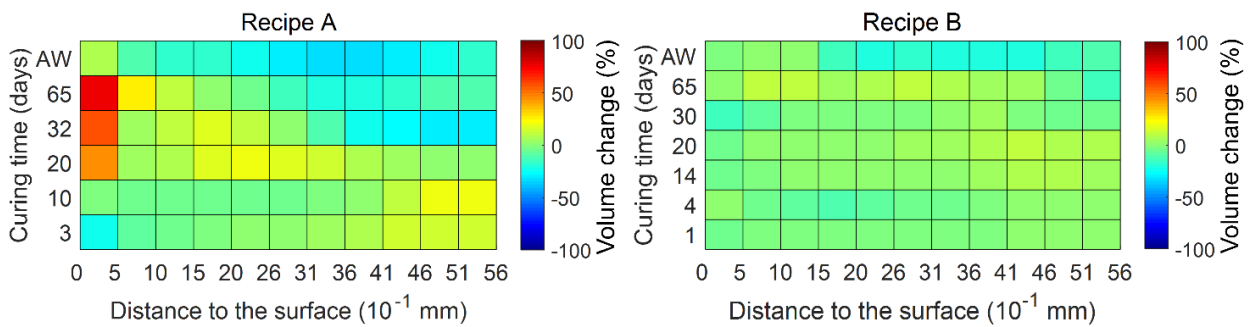 Recipe A
Curing time (days)
AW
65
32
20
10
3
0 5 10 15 20 26 31 36 41 46 51 56
Distance to the surface (10⁻¹ mm)
100
50
0
-50
-100
Volume change (%)
Recipe B
Curing time (days)
AW
65
30
20
14
4
1
0 5 10 15 20 26 31 36 41 46 51 56
Distance to the surface (10⁻¹ mm)
100
50
0
-50
-100
Volume change (%)